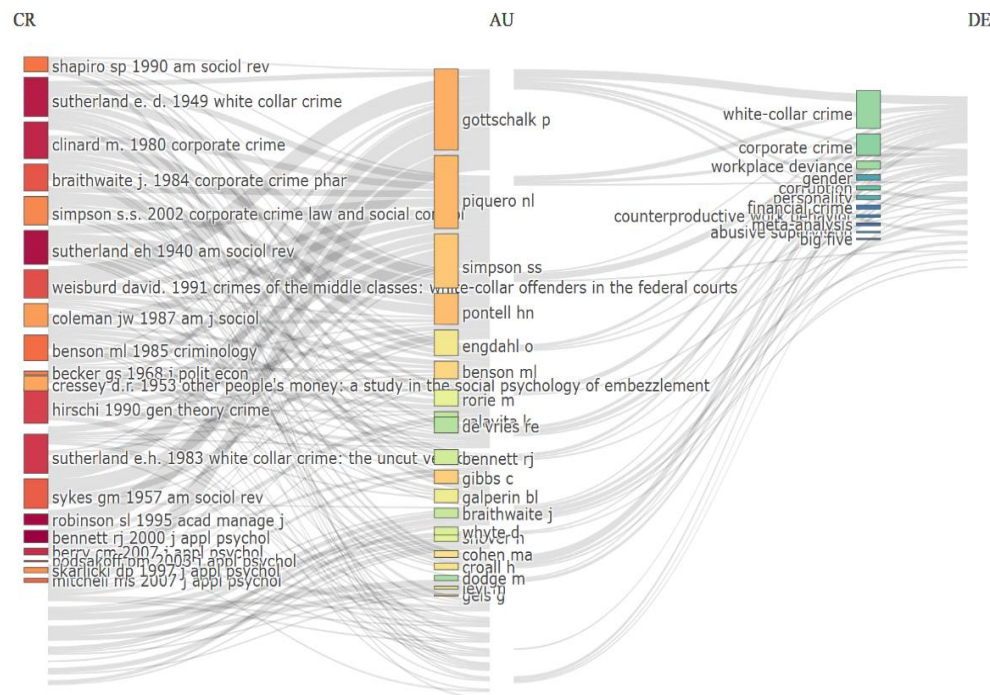 CR
AU
DE
shapiro sp 1990 am sociol rev
sutherland e. d. 1949 white collar crime
clinard m. 1980 corporate crime
braithwaite j. 1984 corporate crime phar
simpson s.s. 2002 corporate crime law and social
sutherland eh 1940 am sociol rev
weisburd david. 1991 crimes of the middle classes: white-collar offenders in the federal courts
coleman jw 1987 am j sociol
benson ml 1985 criminology
becker gs 1968 j polit econ
cressey d.r. 1953 other people's money: a study in the social psychology of embezzlement
hirschi 1990 gen theory crime
sutherland e.h. 1983 white collar crime: the uncut
sykes gm 1957 am sociol rev
robinson sl 1995 acad manage j
bennett rj 2000 j appl psychol
berry cm 2007 j appl psychol
podsakoff pm 2003 j appl psychol
skarlicki dp 1997 j appl psychol
mitchell ms 2007 j appl psychol
gottschalk p
piquero nl
simpson ss
pontell hn
engdahl o
benson ml
rorie m
calavita k
de vries re
bennett rj
gibbs c
galperin bl
braithwaite j
whyte d
cohen ma
croall h
dodge m
levi m
geis g
white-collar crime
corporate crime
workplace deviance
gender
corruption
personality
financial crime
counterproductive work behavior
meta-analysis
abusive supervision
big five